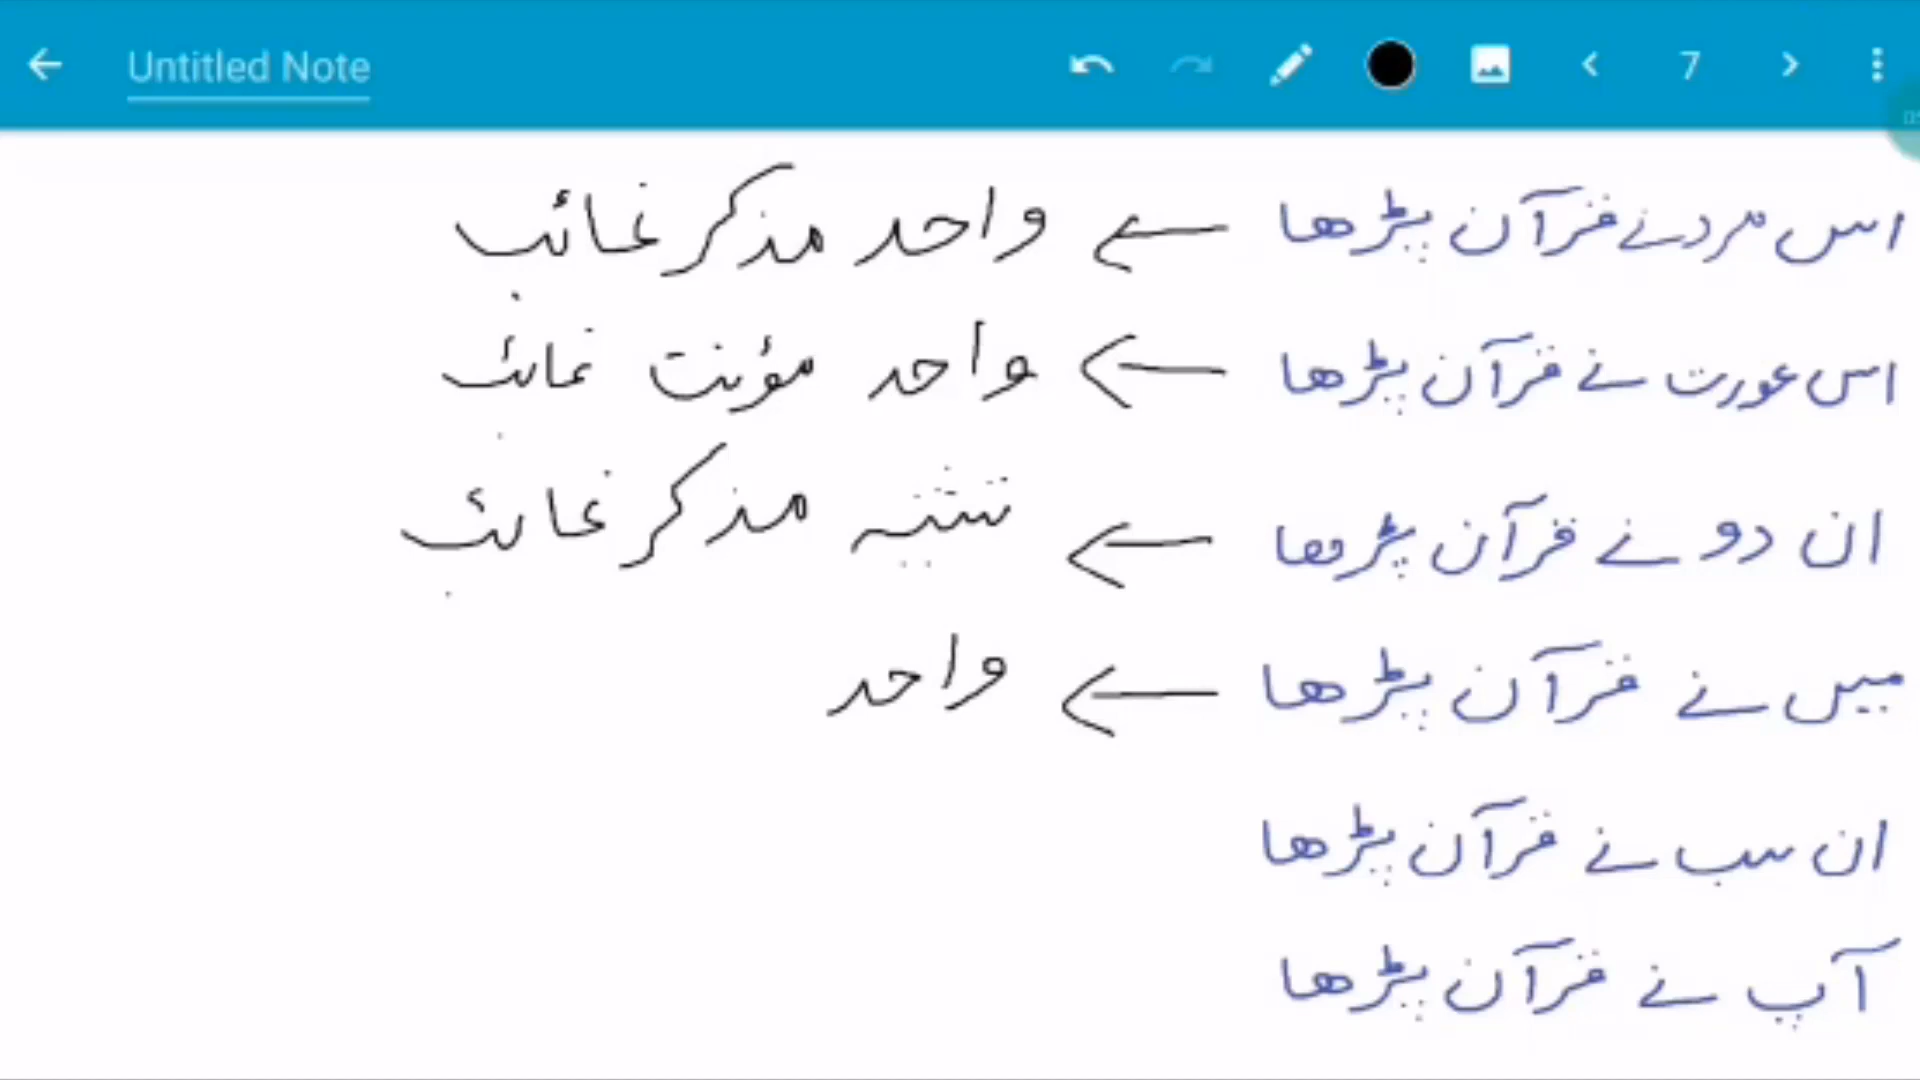 Untitled Note
7
اس مرد نے قرآن پڑھا ← واحد مذکر غائب
اس عورت نے قرآن پڑھا ← واحد مؤنث غائب
ان دو نے قرآن پڑھا ← تثنیہ مذکر غائب
میں نے قرآن پڑھا ← واحد
ان سب نے قرآن پڑھا
آپ نے قرآن پڑھا